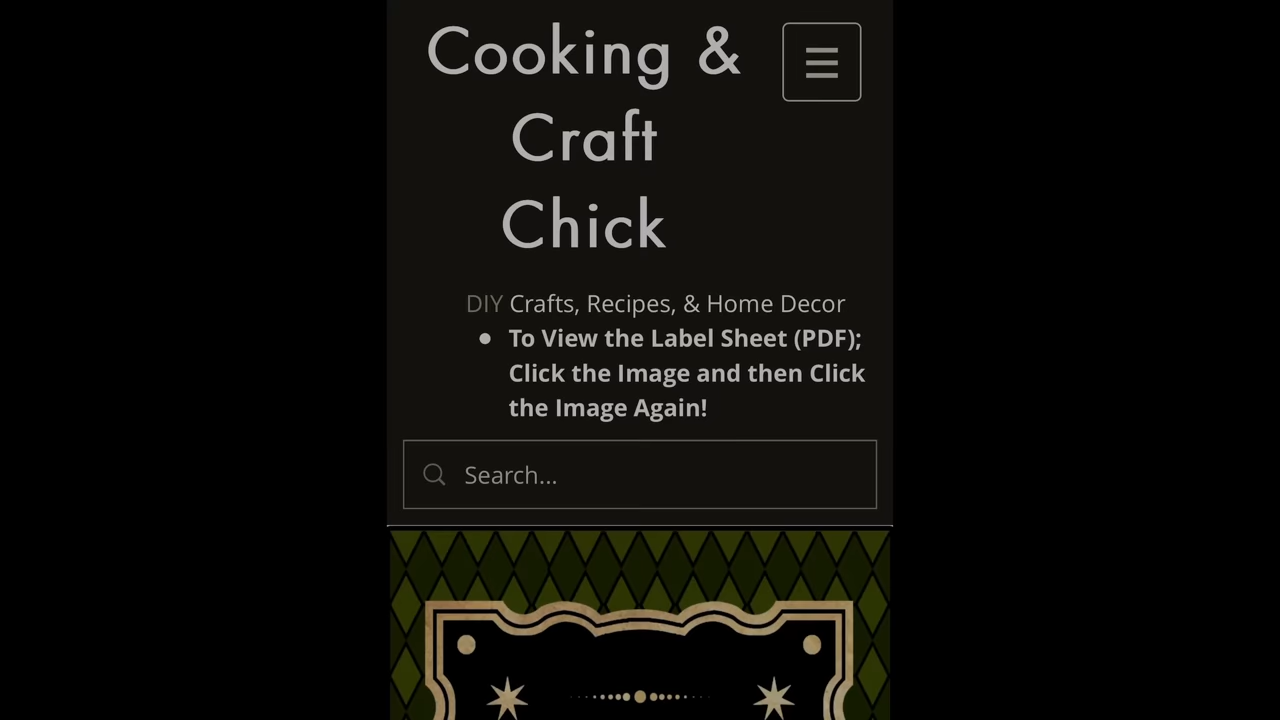 Cooking &
Craft
Chick
DIY Crafts, Recipes, & Home Decor
● To View the Label Sheet (PDF);
Click the Image and then Click
the Image Again!
Search...